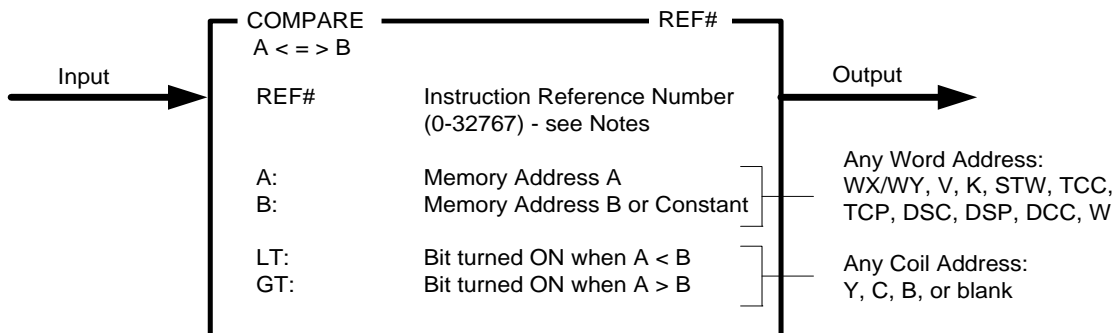 COMPARE REF#
A < = > B
Input
Output
REF# Instruction Reference Number
(0-32767) - see Notes
A: Memory Address A
B: Memory Address B or Constant
Any Word Address:
WX/WY, V, K, STW, TCC,
TCP, DSC, DSP, DCC, W
LT: Bit turned ON when A < B
GT: Bit turned ON when A > B
Any Coil Address:
Y, C, B, or blank